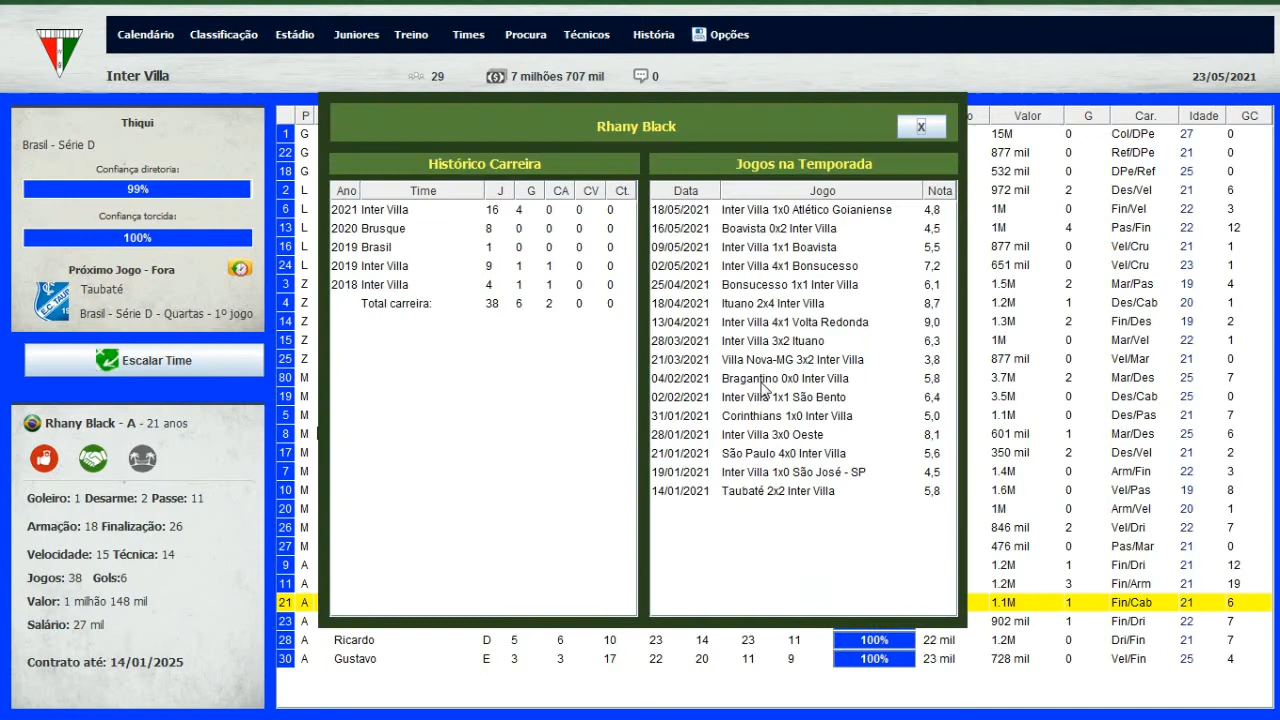 Calendário Classificação Estádio Juniores Treino Times Procura Técnicos História Opções
Inter Villa 29 7 milhões 707 mil 0 23/05/2021
Thiqui
Brasil - Série D
Confiança diretoria:
99%
Confiança torcida:
100%
Próximo Jogo - Fora
Taubaté
Brasil - Série D - Quartas - 1º jogo
Escalar Time
Rhany Black - A - 21 anos
Goleiro: 1 Desarme: 2 Passe: 11
Armação: 18 Finalização: 26
Velocidade: 15 Técnica: 14
Jogos: 38 Gols:6
Valor: 1 milhão 148 mil
Salário: 27 mil
Contrato até: 14/01/2025
Rhany Black X
Histórico Carreira
Ano Time J G CA CV Ct.
2021 Inter Villa 16 4 0 0 0
2020 Brusque 8 0 0 0 0
2019 Brasil 1 0 0 0 0
2019 Inter Villa 9 1 1 0 0
2018 Inter Villa 4 1 1 0 0
Total carreira: 38 6 2 0 0
Jogos na Temporada
Data Jogo Nota
18/05/2021 Inter Villa 1x0 Atlético Goianiense 4,8
16/05/2021 Boavista 0x2 Inter Villa 4,5
09/05/2021 Inter Villa 1x1 Boavista 5,5
02/05/2021 Inter Villa 4x1 Bonsucesso 7,2
25/04/2021 Bonsucesso 1x1 Inter Villa 6,1
18/04/2021 Ituano 2x4 Inter Villa 8,7
13/04/2021 Inter Villa 4x1 Volta Redonda 9,0
28/03/2021 Inter Villa 3x2 Ituano 6,3
21/03/2021 Villa Nova-MG 3x2 Inter Villa 3,8
04/02/2021 Bragantino 0x0 Inter Villa 5,8
02/02/2021 Inter Villa 1x1 São Bento 6,4
31/01/2021 Corinthians 1x0 Inter Villa 5,0
28/01/2021 Inter Villa 3x0 Oeste 8,1
21/01/2021 São Paulo 4x0 Inter Villa 5,6
19/01/2021 Inter Villa 1x0 São José - SP 4,5
14/01/2021 Taubaté 2x2 Inter Villa 5,8
P o Valor G Car. Idade GC
1 G 15M 0 Col/DPe 27 0
22 G 877 mil 0 Ref/DPe 21 0
18 G 532 mil 0 DPe/Ref 25 0
2 L 972 mil 2 Des/Vel 21 6
6 L 1M 0 Fin/Vel 22 3
13 L 1M 4 Pas/Fin 22 12
16 L 877 mil 0 Vel/Cru 21 1
24 L 651 mil 0 Vel/Cru 23 1
3 Z 1.5M 2 Mar/Pas 19 4
4 Z 1.2M 1 Des/Cab 20 1
14 Z 1.3M 2 Fin/Des 19 2
15 Z 1M 0 Mar/Vel 22 1
25 Z 877 mil 0 Vel/Mar 21 0
80 M 3.7M 2 Mar/Des 25 7
19 M 3.5M 0 Des/Cab 25 0
5 M 1.1M 0 Des/Pas 21 7
8 M 601 mil 1 Mar/Des 25 6
17 M 350 mil 2 Des/Vel 21 2
7 M 1.4M 0 Arm/Fin 22 3
10 M 1.6M 0 Vel/Pas 19 8
20 M 1M 0 Arm/Vel 20 1
26 M 846 mil 2 Vel/Dri 22 7
27 M 476 mil 0 Pas/Mar 21 0
9 A 1.2M 0 Fin/Dri 21 12
11 A 1.2M 3 Fin/Arm 21 19
21 A 1.1M 1 Fin/Cab 21 6
23 A 902 mil 1 Fin/Dri 22 7
28 A Ricardo D 5 6 10 23 14 23 11 100% 22 mil 1.2M 0 Dri/Fin 21 7
30 A Gustavo E 3 3 17 22 20 11 9 100% 23 mil 728 mil 0 Vel/Fin 25 4